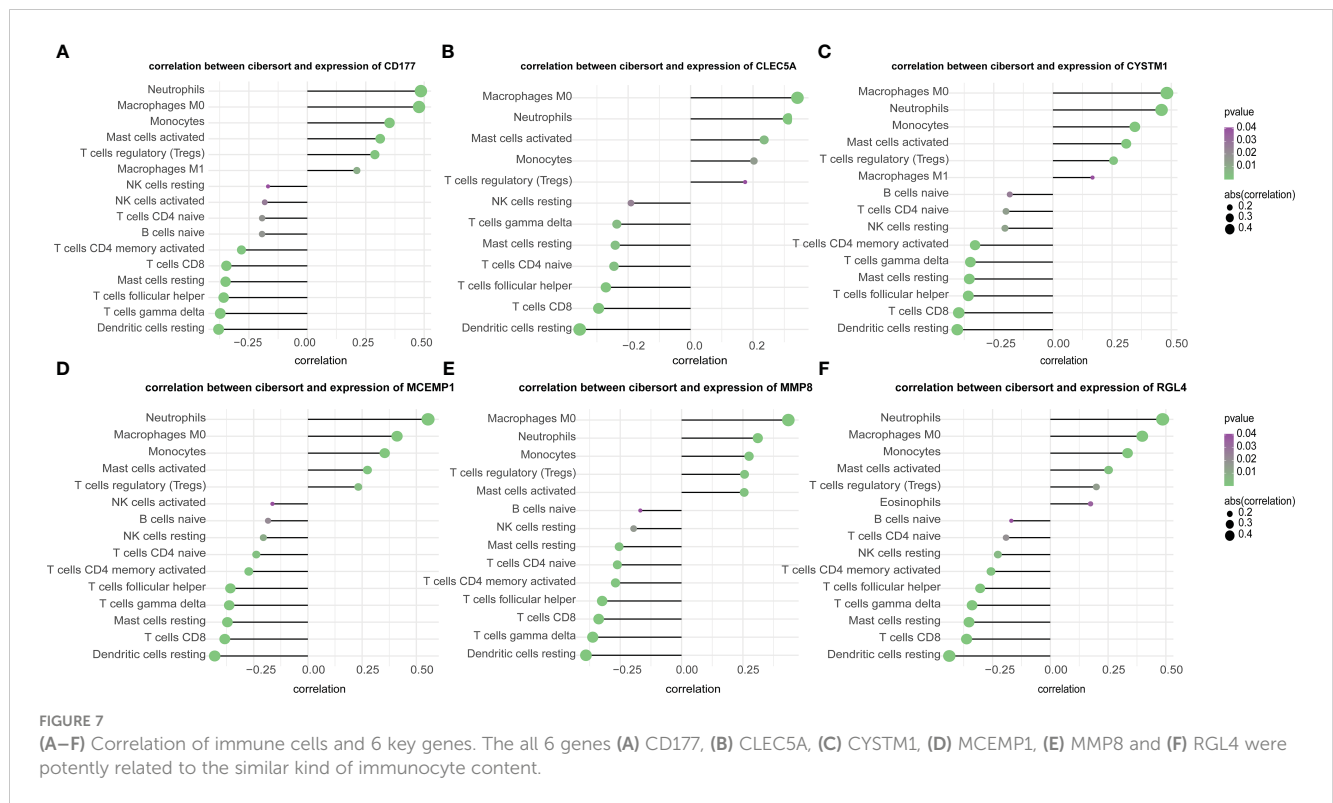 A
correlation between cibersort and expression of CD177
Neutrophils
Macrophages M0
Monocytes
Mast cells activated
T cells regulatory (Tregs)
Macrophages M1
NK cells resting
NK cells activated
T cells CD4 naive
B cells naive
T cells CD4 memory activated
T cells CD8
Mast cells resting
T cells follicular helper
T cells gamma delta
Dendritic cells resting
−0.25 0.00 0.25 0.50
correlation
B
correlation between cibersort and expression of CLEC5A
Macrophages M0
Neutrophils
Mast cells activated
Monocytes
T cells regulatory (Tregs)
NK cells resting
T cells gamma delta
Mast cells resting
T cells CD4 naive
T cells follicular helper
T cells CD8
Dendritic cells resting
−0.2 0.0 0.2
correlation
C
correlation between cibersort and expression of CYSTM1
Macrophages M0
Neutrophils
Monocytes
Mast cells activated
T cells regulatory (Tregs)
Macrophages M1
B cells naive
T cells CD4 naive
NK cells resting
T cells CD4 memory activated
T cells gamma delta
Mast cells resting
T cells follicular helper
T cells CD8
Dendritic cells resting
−0.25 0.00 0.25 0.50
correlation
pvalue
0.04
0.03
0.02
0.01
abs(correlation)
0.2
0.3
0.4
D
correlation between cibersort and expression of MCEMP1
Neutrophils
Macrophages M0
Monocytes
Mast cells activated
T cells regulatory (Tregs)
NK cells activated
B cells naive
NK cells resting
T cells CD4 naive
T cells CD4 memory activated
T cells follicular helper
T cells gamma delta
Mast cells resting
T cells CD8
Dendritic cells resting
−0.25 0.00 0.25 0.50
correlation
E
correlation between cibersort and expression of MMP8
Macrophages M0
Neutrophils
Monocytes
T cells regulatory (Tregs)
Mast cells activated
B cells naive
NK cells resting
Mast cells resting
T cells CD4 naive
T cells CD4 memory activated
T cells follicular helper
T cells CD8
T cells gamma delta
Dendritic cells resting
−0.25 0.00 0.25
correlation
F
correlation between cibersort and expression of RGL4
Neutrophils
Macrophages M0
Monocytes
Mast cells activated
T cells regulatory (Tregs)
Eosinophils
B cells naive
T cells CD4 naive
NK cells resting
T cells CD4 memory activated
T cells follicular helper
T cells gamma delta
Mast cells resting
T cells CD8
Dendritic cells resting
−0.25 0.00 0.25 0.50
correlation
pvalue
0.04
0.03
0.02
0.01
abs(correlation)
0.2
0.3
0.4
FIGURE 7
(A–F) Correlation of immune cells and 6 key genes. The all 6 genes (A) CD177, (B) CLEC5A, (C) CYSTM1, (D) MCEMP1, (E) MMP8 and (F) RGL4 were
potently related to the similar kind of immunocyte content.